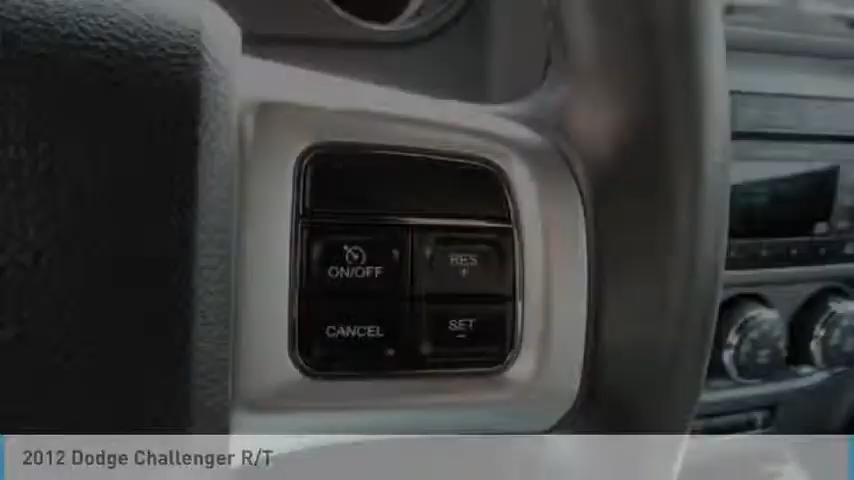 ON/OFF
RES
+
CANCEL
SET
–
2012 Dodge Challenger R/T